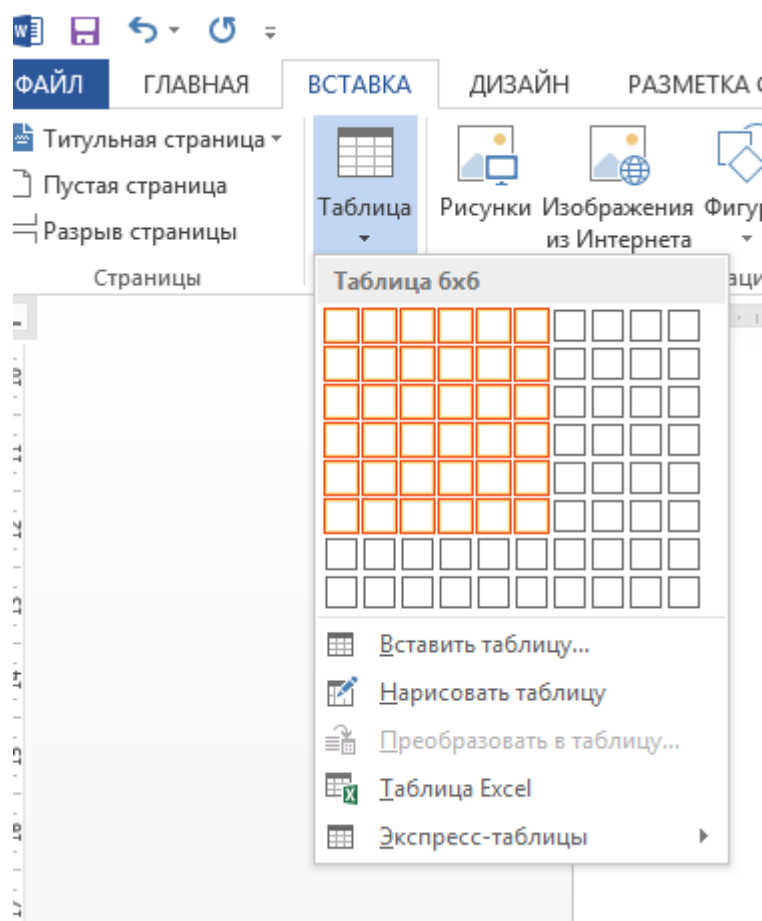 ФАЙЛ ГЛАВНАЯ ВСТАВКА ДИЗАЙН РАЗМЕТКА
Титульная страница
Пустая страница
Разрыв страницы
Страницы
Таблица
Рисунки
Изображения
из Интернета
Таблица 6x6
Вставить таблицу...
Нарисовать таблицу
Преобразовать в таблицу...
Таблица Excel
Экспресс-таблицы